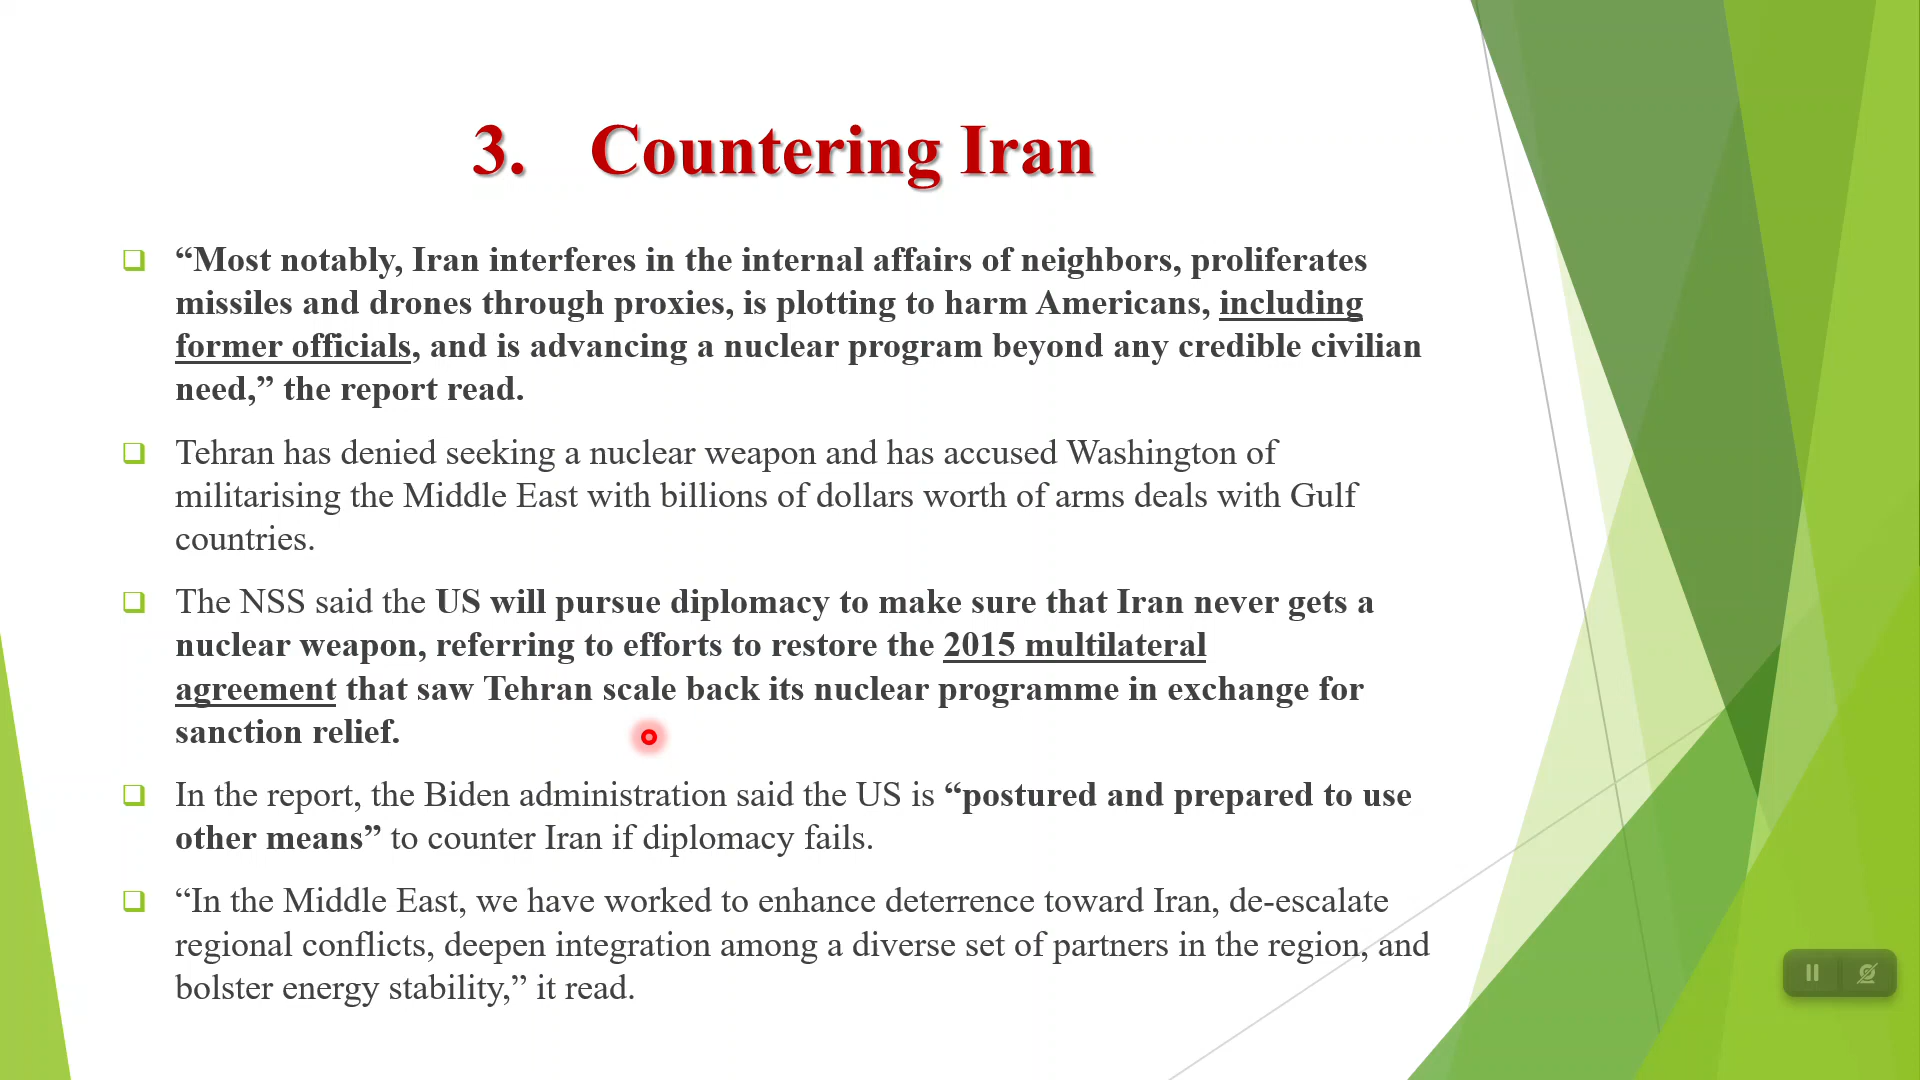 3. Countering Iran
“Most notably, Iran interferes in the internal affairs of neighbors, proliferates
missiles and drones through proxies, is plotting to harm Americans, including
former officials, and is advancing a nuclear program beyond any credible civilian
need,” the report read.
Tehran has denied seeking a nuclear weapon and has accused Washington of
militarising the Middle East with billions of dollars worth of arms deals with Gulf
countries.
The NSS said the US will pursue diplomacy to make sure that Iran never gets a
nuclear weapon, referring to efforts to restore the 2015 multilateral
agreement that saw Tehran scale back its nuclear programme in exchange for
sanction relief.
In the report, the Biden administration said the US is “postured and prepared to use
other means” to counter Iran if diplomacy fails.
“In the Middle East, we have worked to enhance deterrence toward Iran, de-escalate
regional conflicts, deepen integration among a diverse set of partners in the region, and
bolster energy stability,” it read.